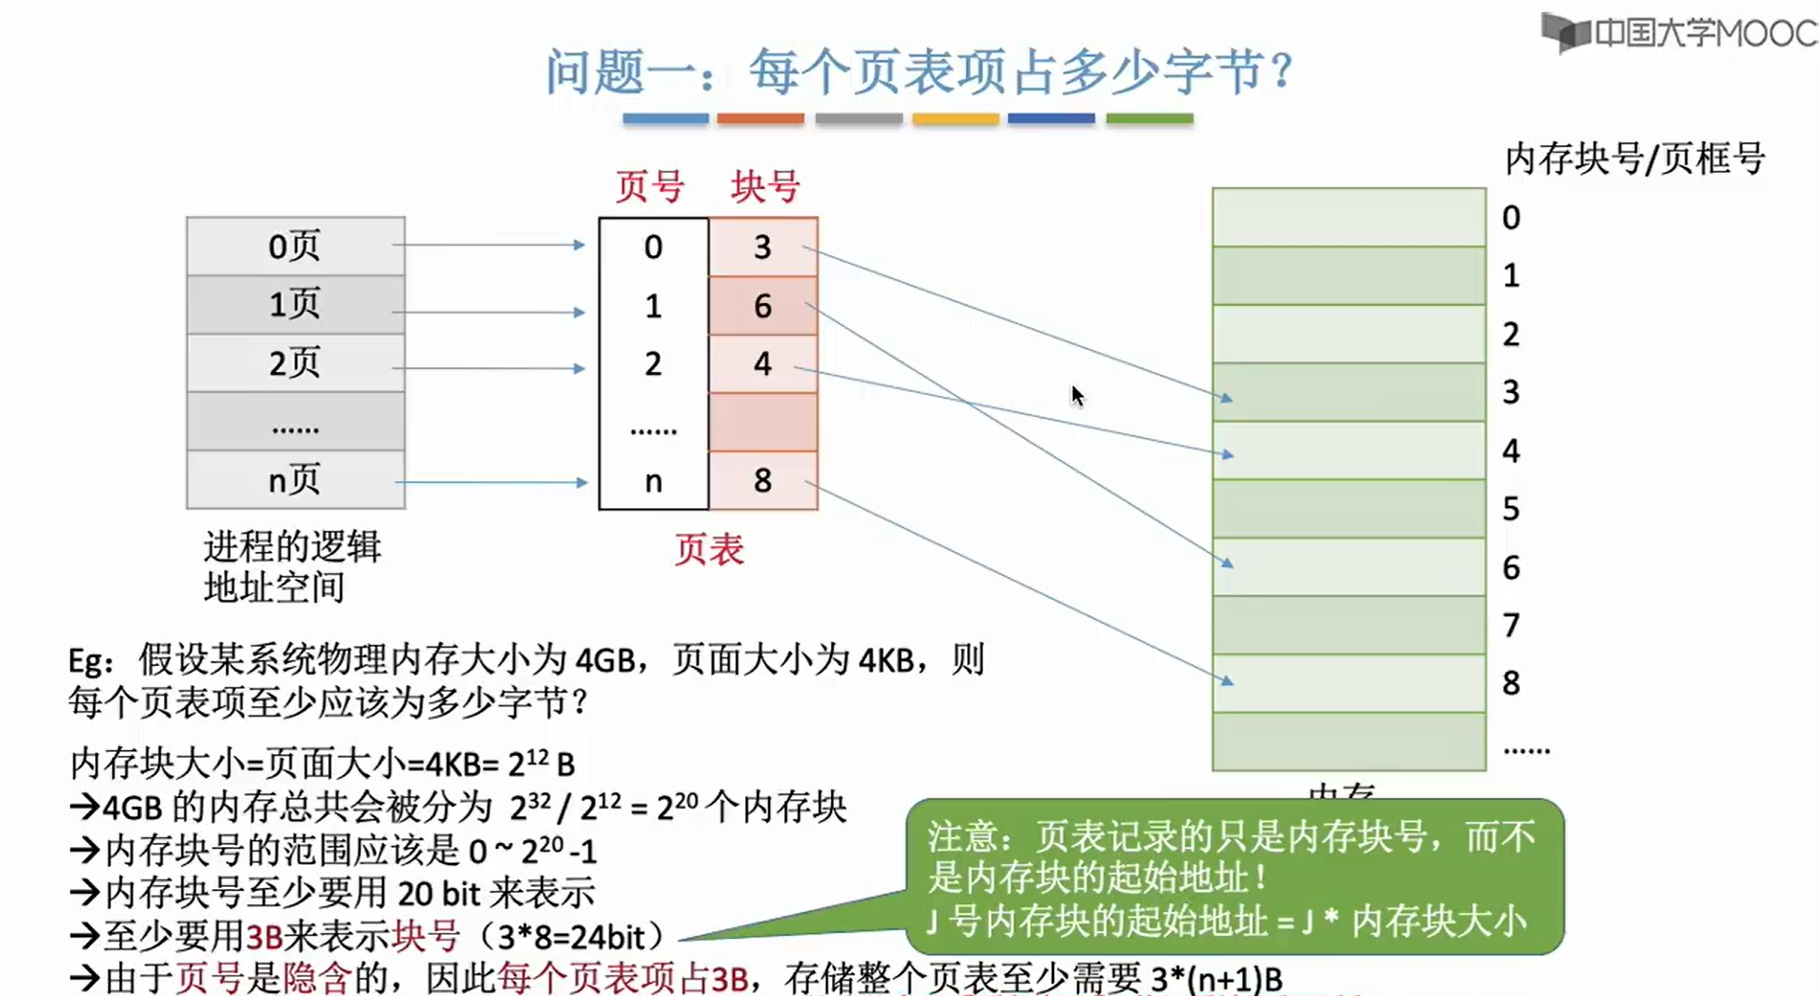 中国大学MOOC
问题一：每个页表项占多少字节？
内存块号/页框号
页号 块号
0页 0 3 0
1页 1 6 1
2页 2 4 2
...... ...... 3
n页 n 8 4
5
6
7
8
......
进程的逻辑
地址空间
页表
内存
Eg：假设某系统物理内存大小为 4GB，页面大小为 4KB，则
每个页表项至少应该为多少字节？
内存块大小=页面大小=4KB= 2¹² B
→4GB 的内存总共会被分为 2³² / 2¹² = 2²⁰ 个内存块
→内存块号的范围应该是 0 ~ 2²⁰ -1
→内存块号至少要用 20 bit 来表示
→至少要用3B来表示块号（3*8=24bit）
→由于页号是隐含的，因此每个页表项占3B，存储整个页表至少需要 3*(n+1)B
注意：页表记录的只是内存块号，而不
是内存块的起始地址！
J 号内存块的起始地址 = J * 内存块大小